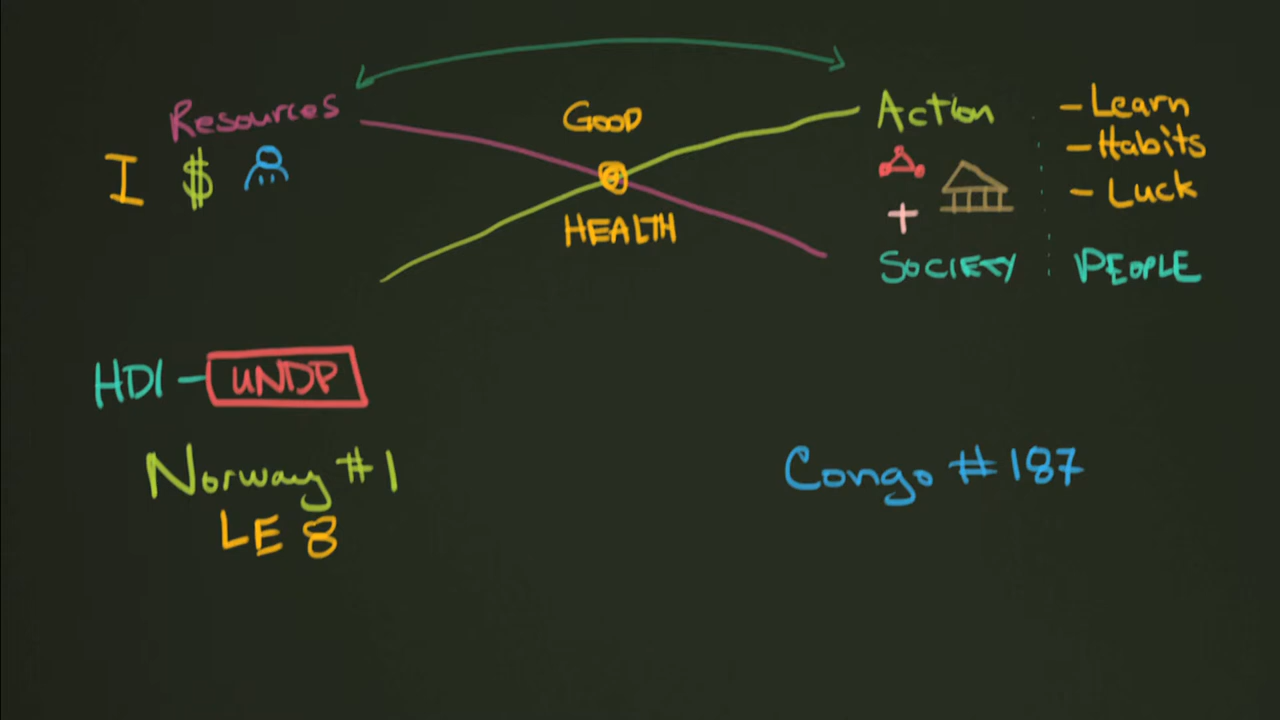 Resources
I $
GOOD
HEALTH
Action
SOCIETY
- Learn
- Habits
- Luck
PEOPLE
HDI - UNDP
Norway #1
LE 8
Congo #187